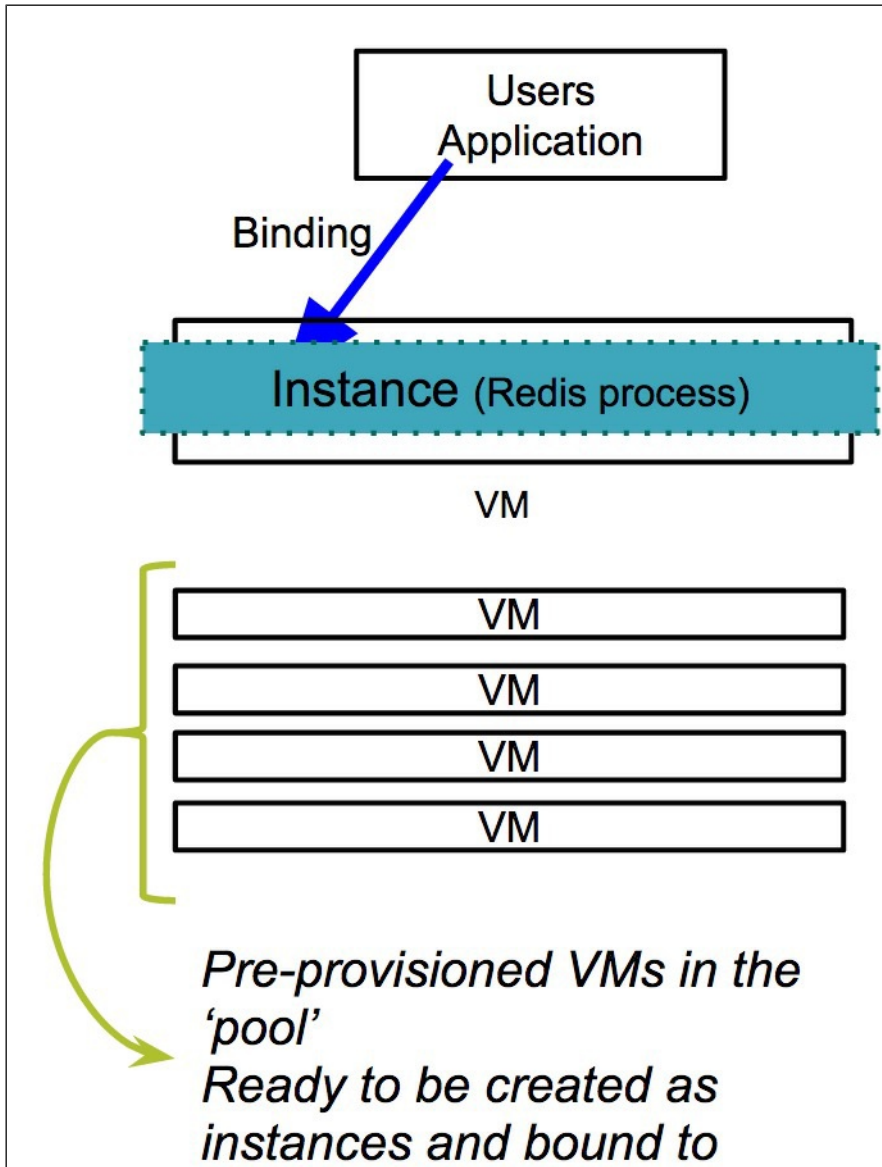 Users
Application
Binding
Instance (Redis process)
VM
VM
VM
VM
VM
Pre-provisioned VMs in the
‘pool’
Ready to be created as
instances and bound to